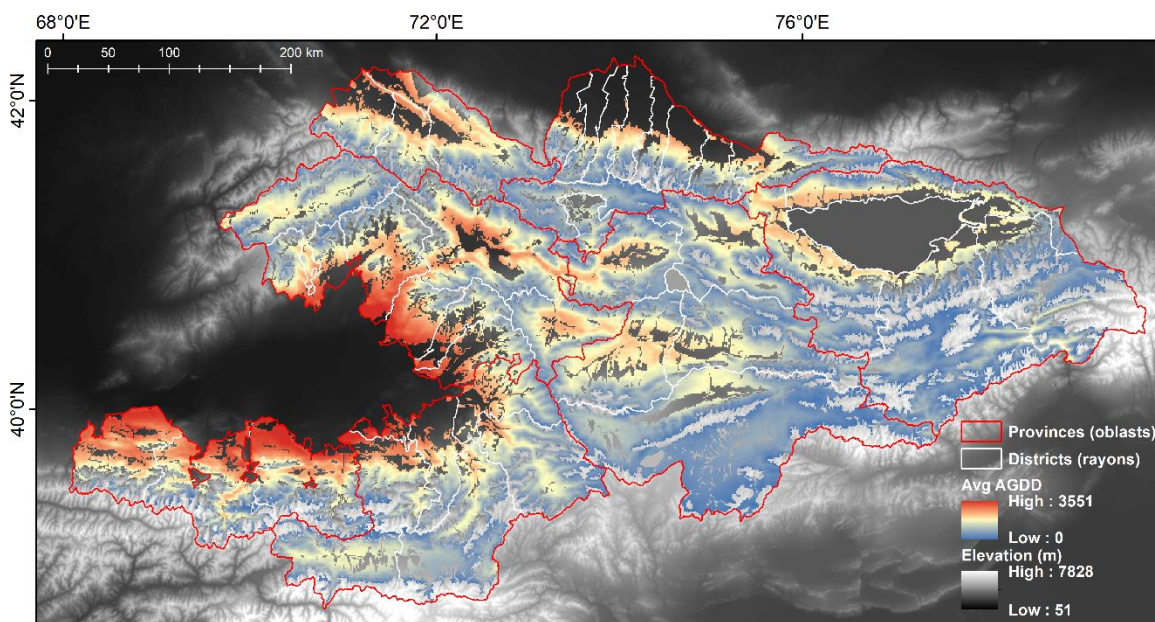 68°0'E 72°0'E 76°0'E
0 50 100 200 km
42°0'N
40°0'N
Provinces (oblasts)
Districts (rayons)
Avg AGDD
High : 3551
Low : 0
Elevation (m)
High : 7828
Low : 51